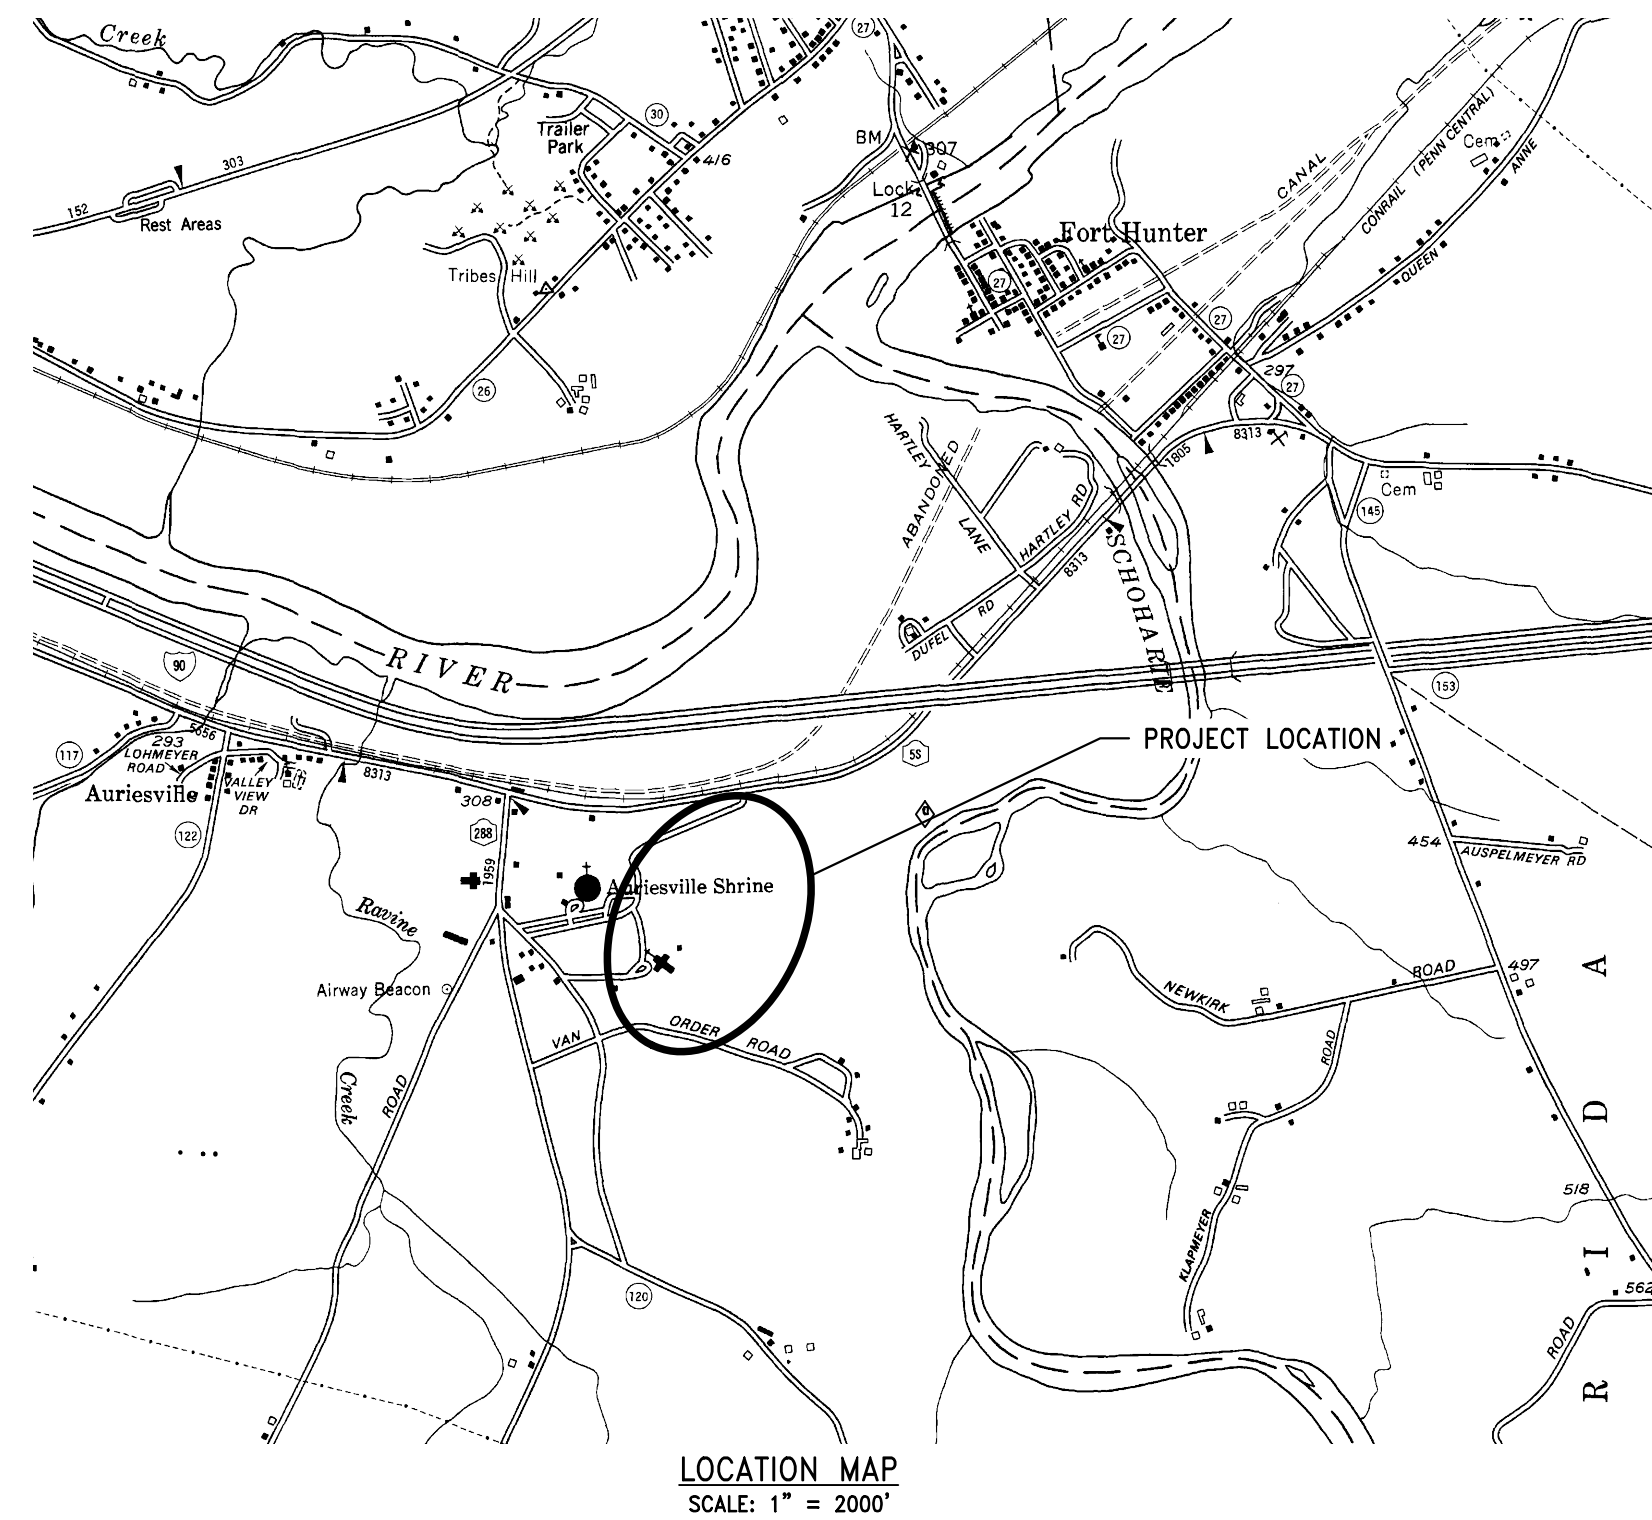 Creek
27
30
Trailer
Park
416
BM
307
303
Lock
12
152
Rest Areas
Tribes Hill
Fort Hunter
CANAL
CONRAIL (PENN CENTRAL)
Cem
QUEEN ANNE
27
27
27
297
27
26
HARTLEY
LANE
ABANDONED
HARTLEY RD
1805
8313
Cem
145
8313
SCHOHARIE
DUFEL RD
RIVER
90
153
5S
PROJECT LOCATION
117
293
5656
LOHMEYER
ROAD
Auriesville
VALLEY
VIEW
DR
8313
122
308
288
1959
Auriesville Shrine
454
AUSPELMEYER RD
Ravine
Creek
Airway Beacon
ROAD
VAN ORDER ROAD
NEWKIRK ROAD
497
ROAD
KLAPMEYER
518
562
ROAD
120
R I D A
LOCATION MAP
SCALE: 1" = 2000'